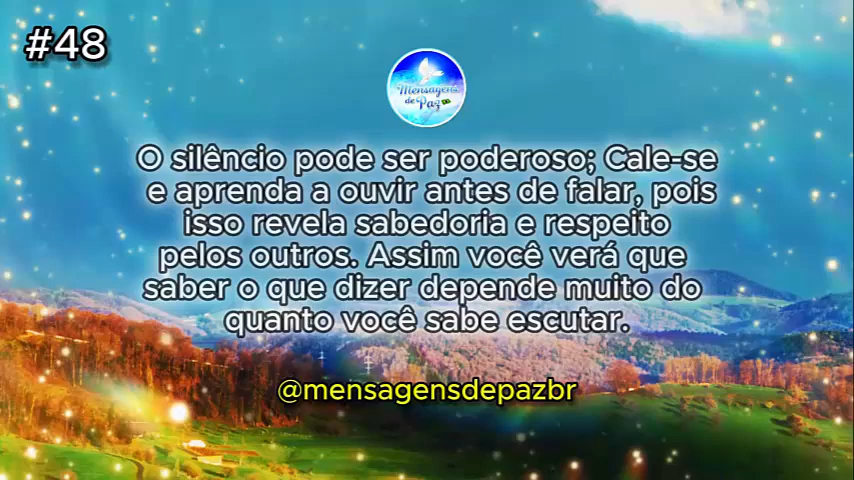 #48
Mensagens
de Paz
O silêncio pode ser poderoso; Cale-se
e aprenda a ouvir antes de falar, pois
isso revela sabedoria e respeito
pelos outros. Assim você verá que
saber o que dizer depende muito do
quanto você sabe escutar.
@mensagensdepazbr